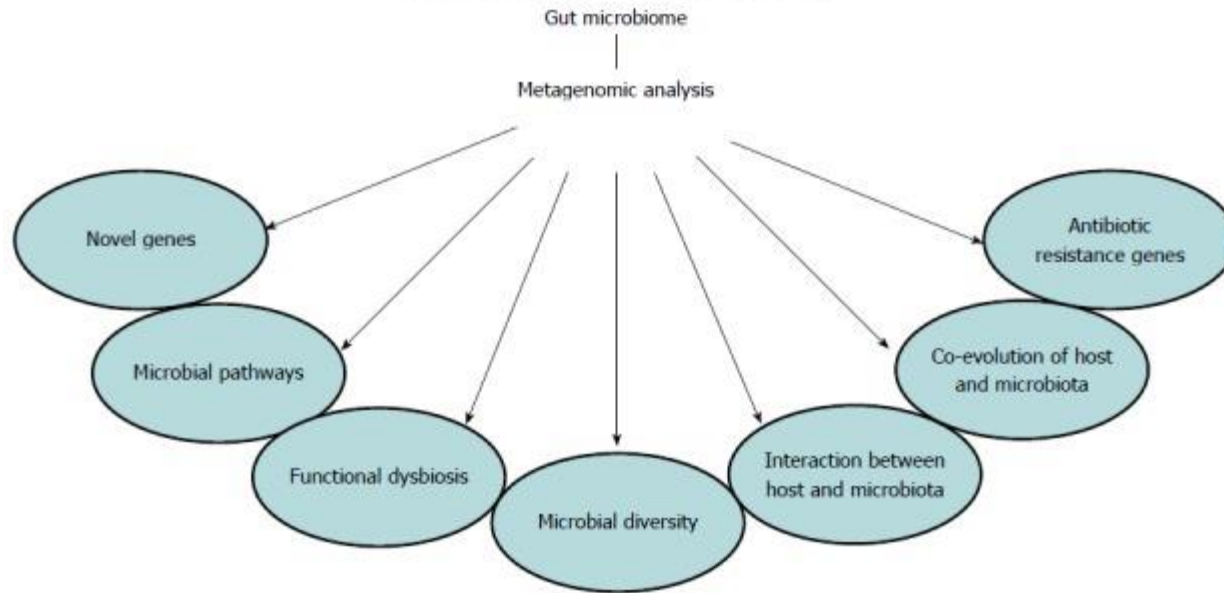 Gut microbiome
Metagenomic analysis
Novel genes
Microbial pathways
Functional dysbiosis
Microbial diversity
Interaction between
host and microbiota
Co-evolution of host
and microbiota
Antibiotic
resistance genes